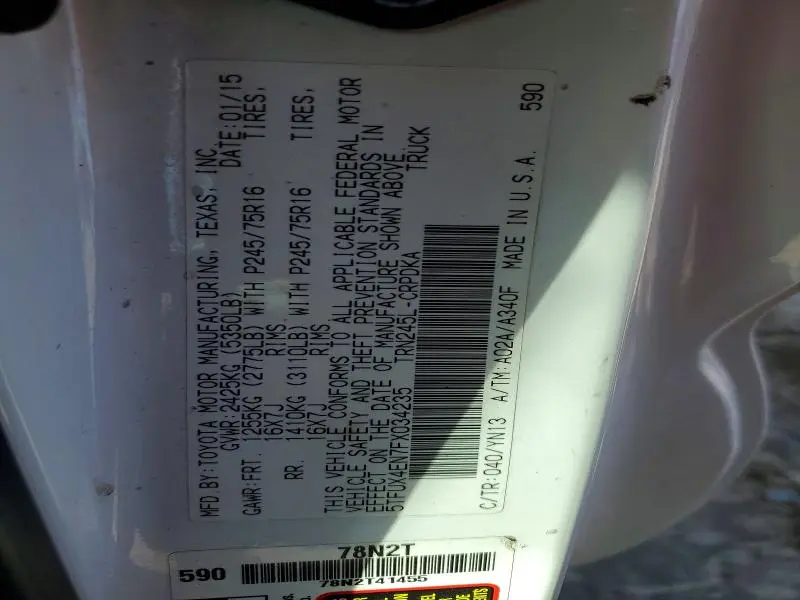 MFD. BY: TOYOTA MOTOR MANUFACTURING, TEXAS, INC.
GVWR: 2425KG (5350LB) DATE: 01/15
GAWR: FRT. 1255KG (2775LB) WITH P245/75R16 TIRES,
16X7J RIMS
RR. 1410KG (3110LB) WITH P245/75R16 TIRES,
16X7J RIMS
THIS VEHICLE CONFORMS TO ALL APPLICABLE FEDERAL MOTOR
VEHICLE SAFETY AND THEFT PREVENTION STANDARDS IN
EFFECT ON THE DATE OF MANUFACTURE SHOWN ABOVE.
5TFUX4EN7FX034235 TRN245L-CRPDKA TRUCK
C/TR: 040/YN13 A/TM: A02A/A340F MADE IN U.S.A. 590
78N2T
590
78N2T41455